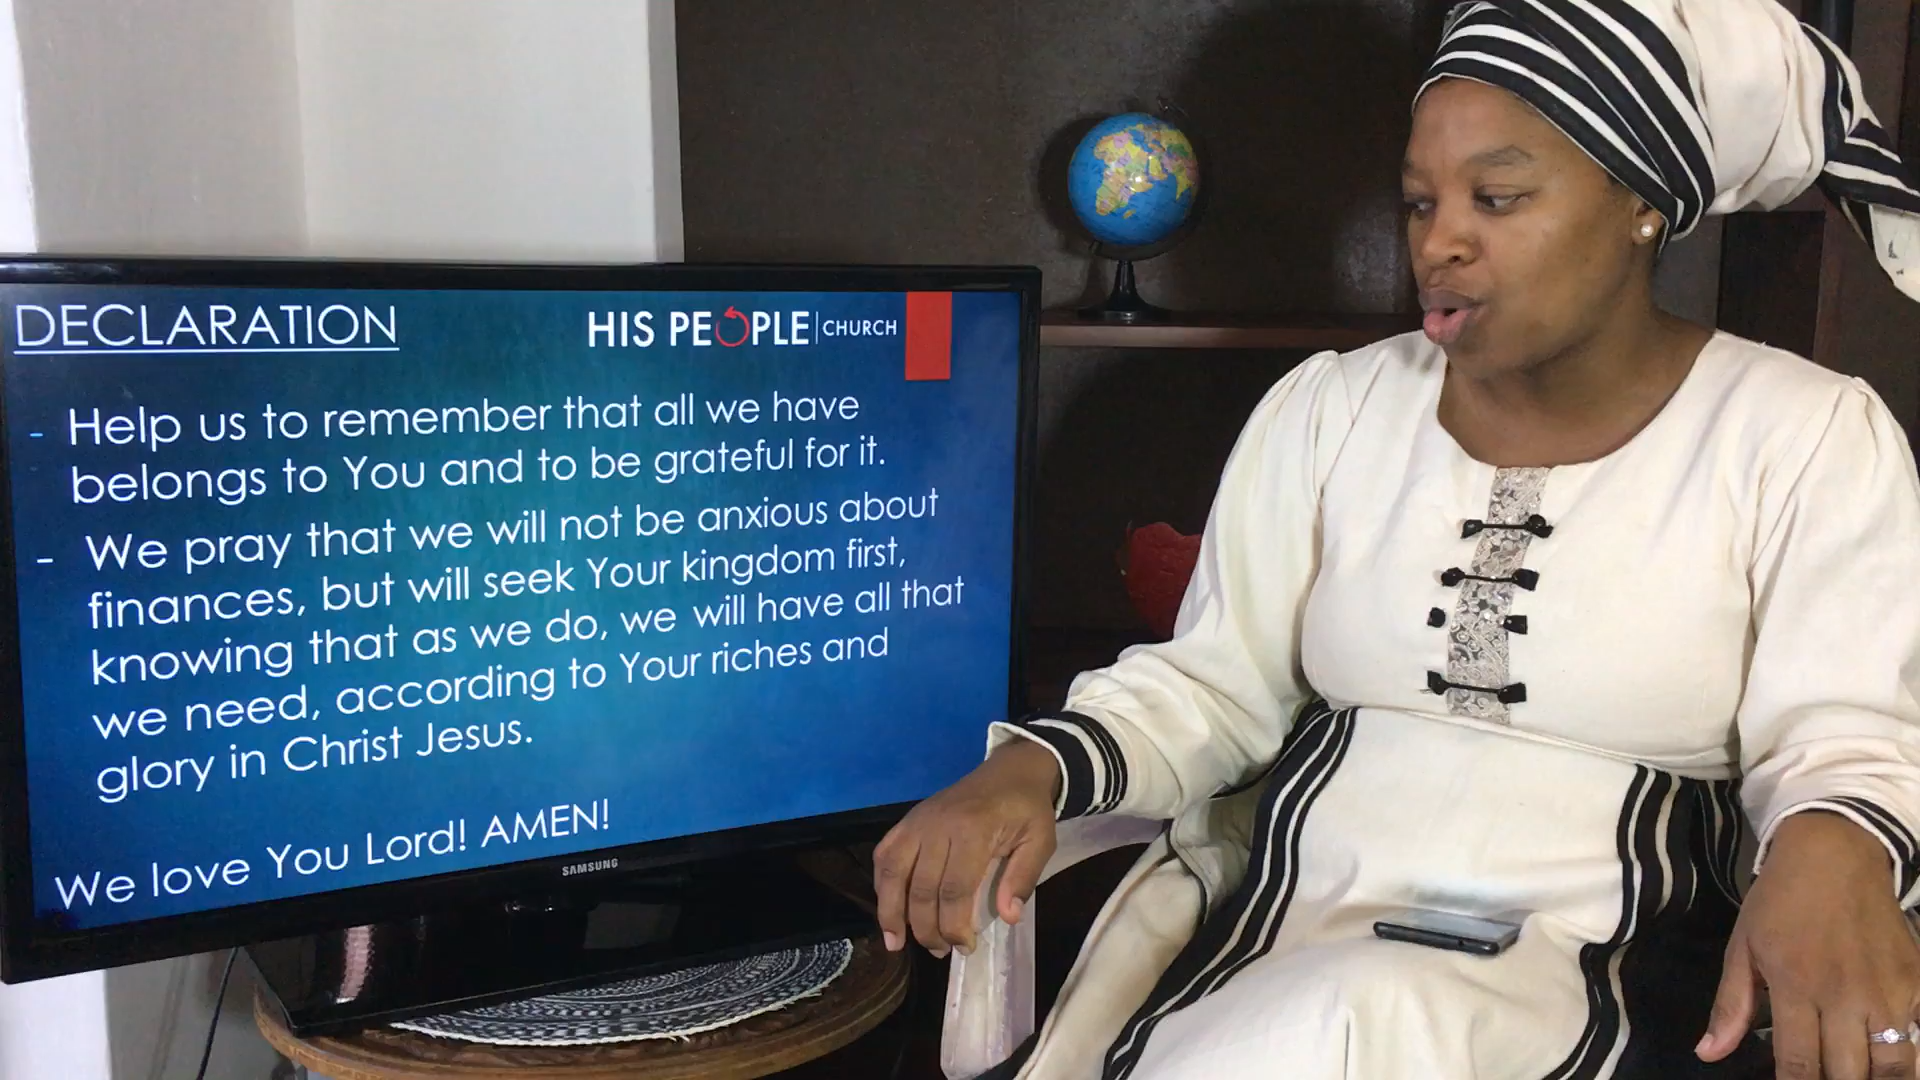 DECLARATION
HIS PEOPLE CHURCH
- Help us to remember that all we have
belongs to You and to be grateful for it.
- We pray that we will not be anxious about
finances, but will seek Your kingdom first,
knowing that as we do, we will have all that
we need, according to Your riches and
glory in Christ Jesus.
We love You Lord! AMEN!
SAMSUNG